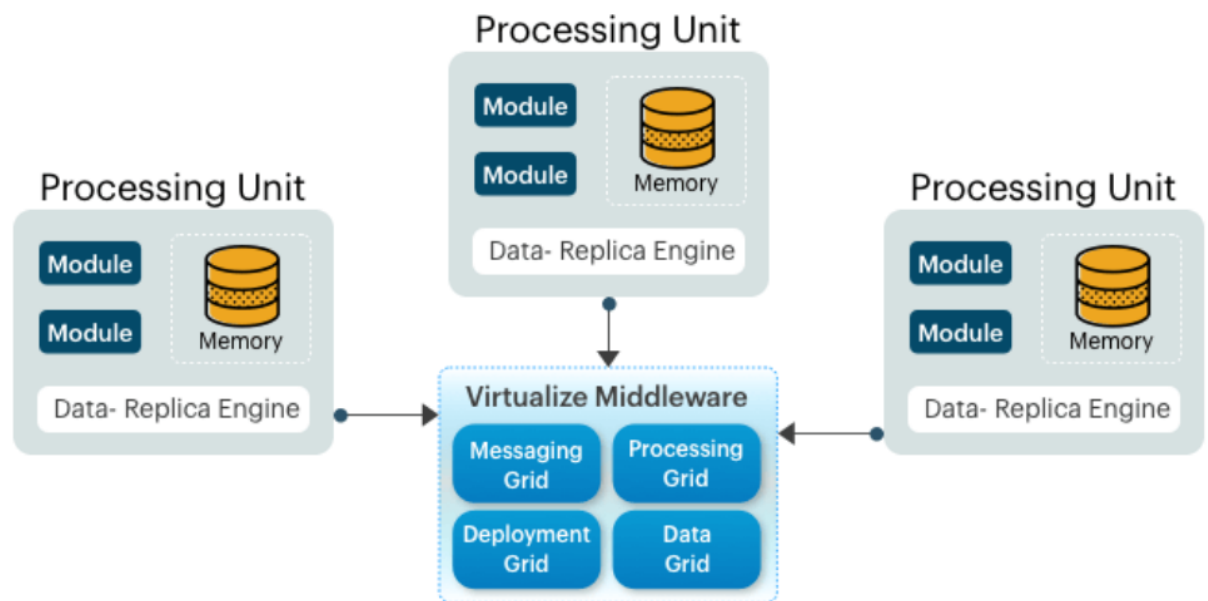 Processing Unit
Module
Module
Memory
Data- Replica Engine
Processing Unit
Module
Module
Memory
Data- Replica Engine
Processing Unit
Module
Module
Memory
Data- Replica Engine
Virtualize Middleware
Messaging
Grid
Processing
Grid
Deployment
Grid
Data
Grid